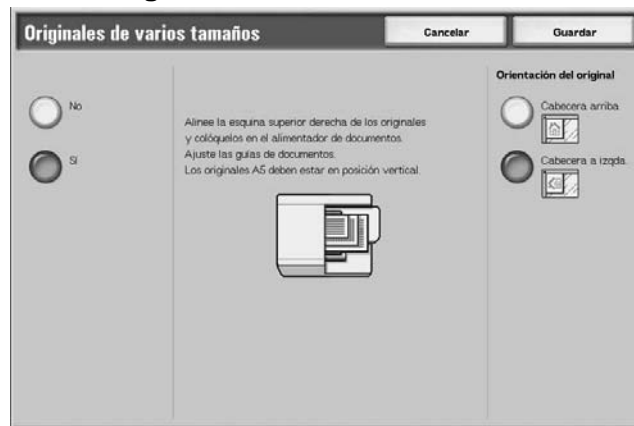 Originales de varios tamaños
Cancelar
Guardar
No
Sí
Alinee la esquina superior derecha de los originales
y colóquelos en el alimentador de documentos.
Ajuste las guías de documentos.
Los originales A5 deben estar en posición vertical.
Orientación del original
Cabecera arriba
Cabecera a izqda.